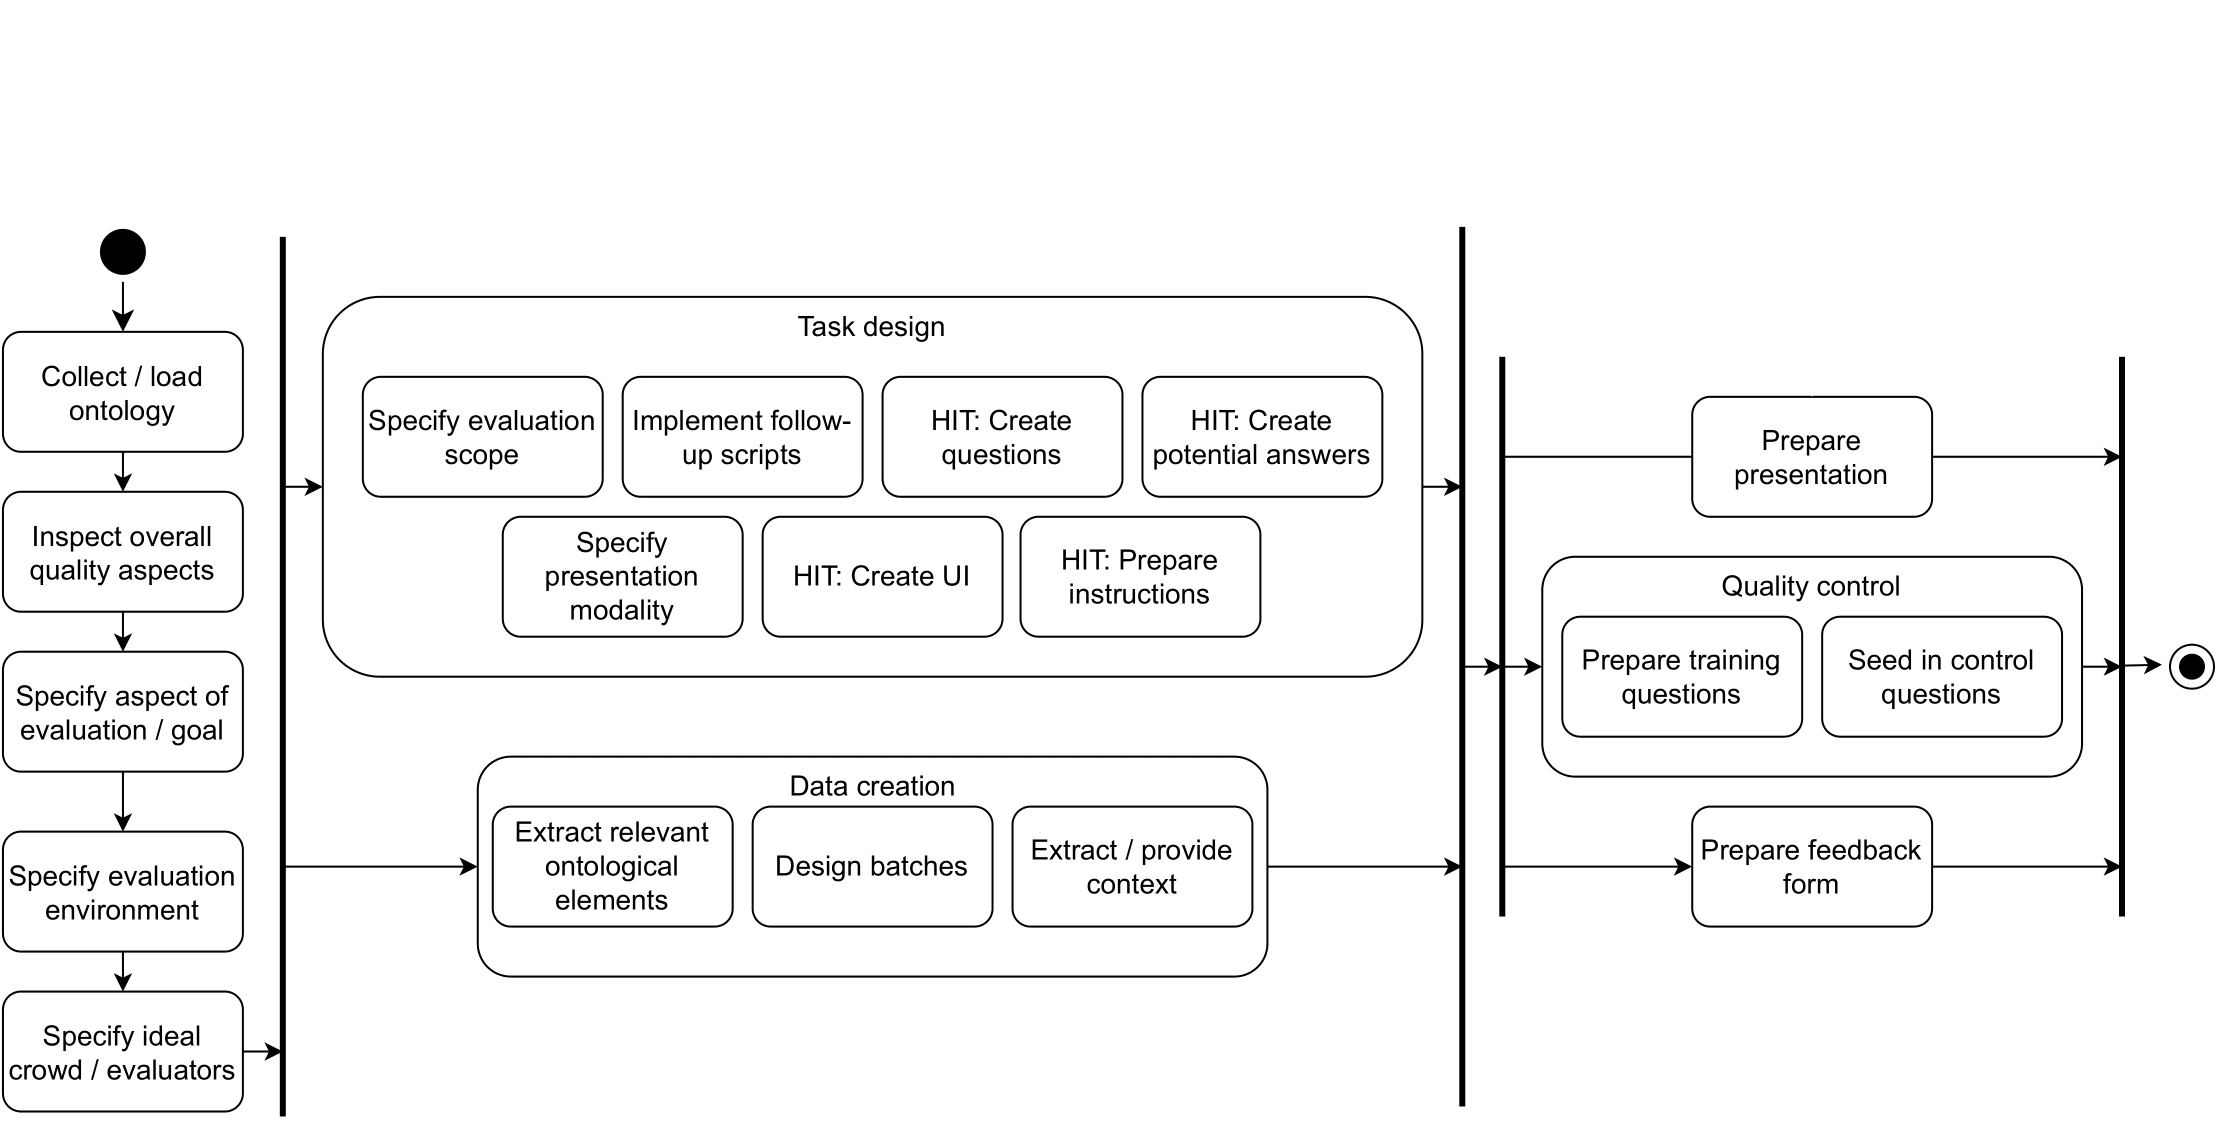 Collect / load
ontology
Inspect overall
quality aspects
Specify aspect of
evaluation / goal
Specify evaluation
environment
Specify ideal
crowd / evaluators
Task design
Specify evaluation
scope
Implement follow-
up scripts
HIT: Create
questions
HIT: Create
potential answers
Specify
presentation
modality
HIT: Create UI
HIT: Prepare
instructions
Data creation
Extract relevant
ontological
elements
Design batches
Extract / provide
context
Prepare
presentation
Quality control
Prepare training
questions
Seed in control
questions
Prepare feedback
form